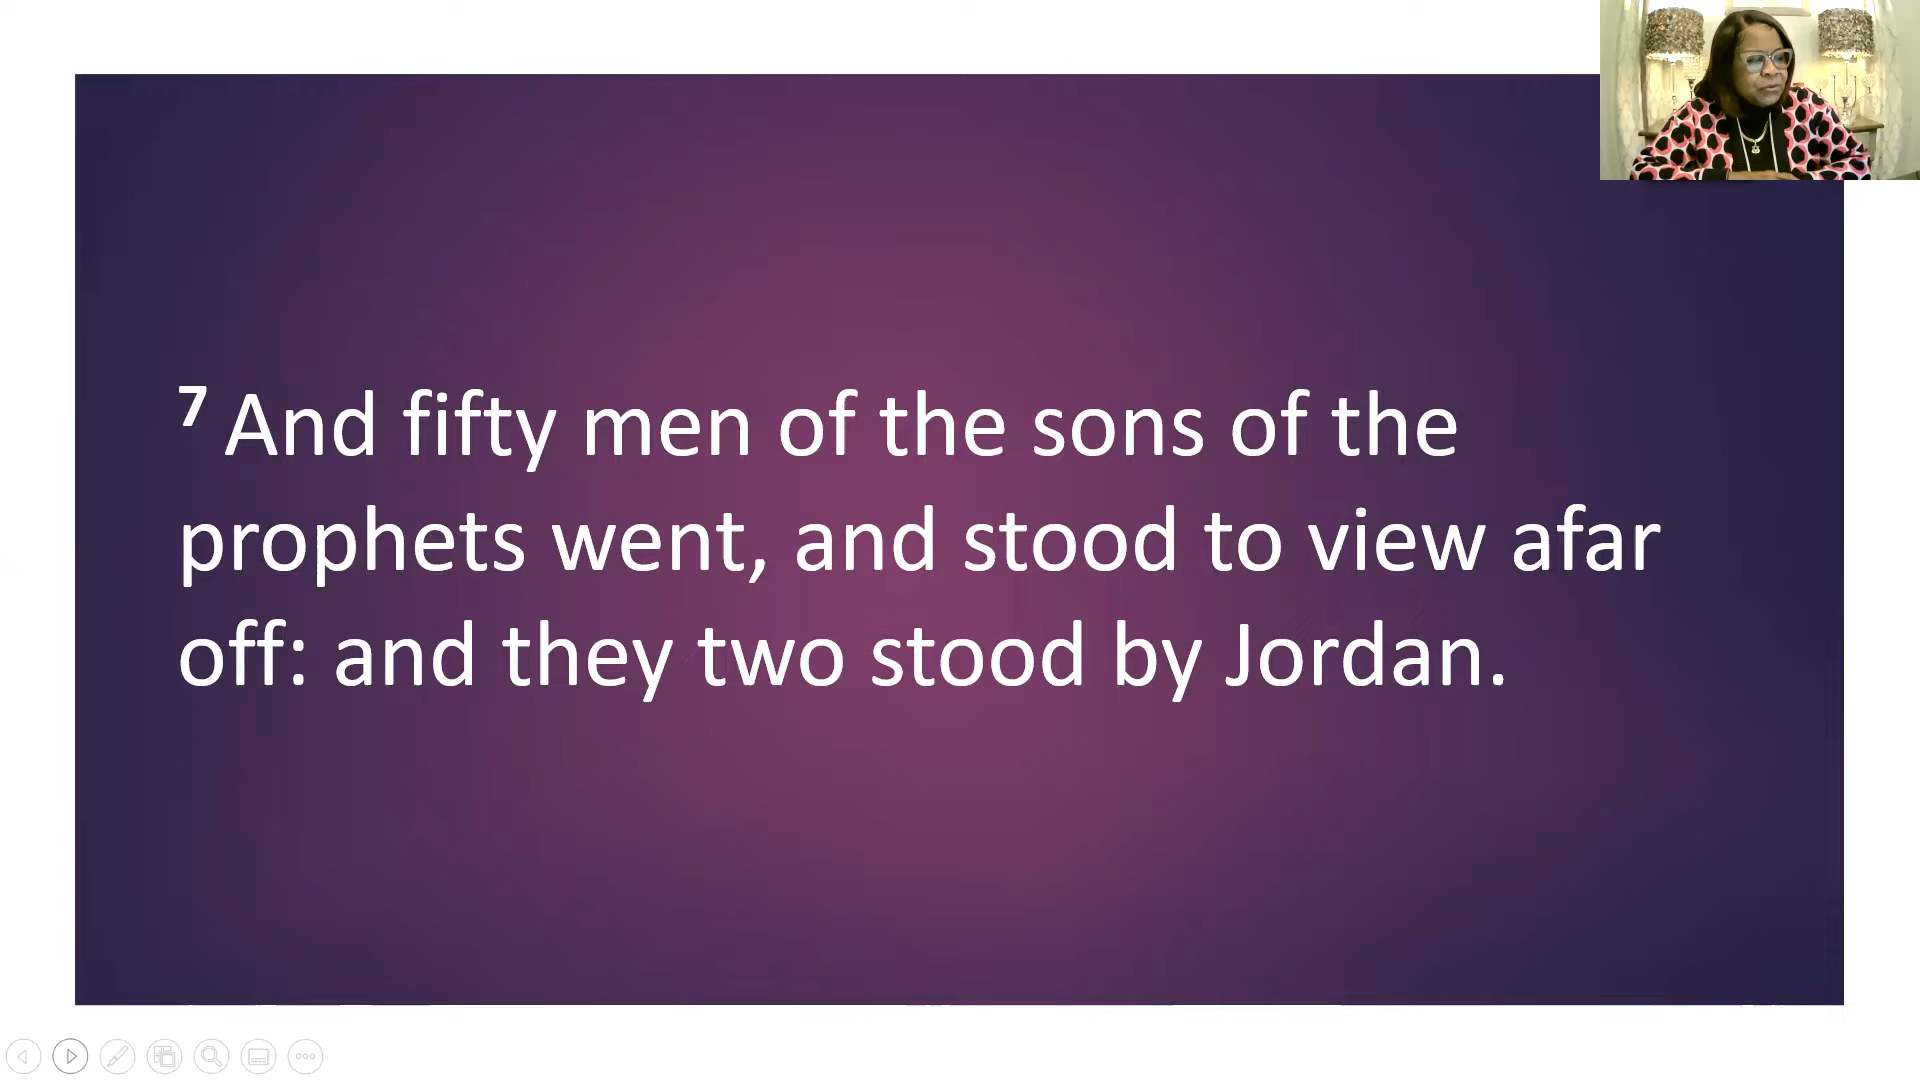 7 And fifty men of the sons of the
prophets went, and stood to view afar
off: and they two stood by Jordan.